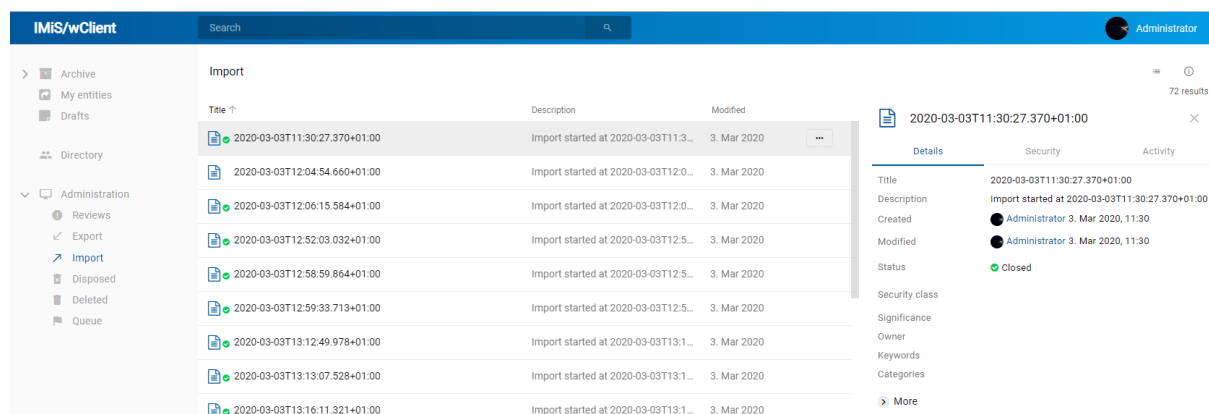 IMiS/wClient
Search
Administrator
Archive
My entities
Drafts
Directory
Administration
Reviews
Export
Import
Disposed
Deleted
Queue
Import
72 results
Title ↑ Description Modified
2020-03-03T11:30:27.370+01:00 Import started at 2020-03-03T11:3... 3. Mar 2020 ...
2020-03-03T12:04:54.660+01:00 Import started at 2020-03-03T12:0... 3. Mar 2020
2020-03-03T12:06:15.584+01:00 Import started at 2020-03-03T12:0... 3. Mar 2020
2020-03-03T12:52:03.032+01:00 Import started at 2020-03-03T12:5... 3. Mar 2020
2020-03-03T12:58:59.864+01:00 Import started at 2020-03-03T12:5... 3. Mar 2020
2020-03-03T12:59:33.713+01:00 Import started at 2020-03-03T12:5... 3. Mar 2020
2020-03-03T13:12:49.978+01:00 Import started at 2020-03-03T13:1... 3. Mar 2020
2020-03-03T13:13:07.528+01:00 Import started at 2020-03-03T13:1... 3. Mar 2020
2020-03-03T13:16:11.321+01:00 Import started at 2020-03-03T13:1... 3. Mar 2020
2020-03-03T11:30:27.370+01:00
Details Security Activity
Title 2020-03-03T11:30:27.370+01:00
Description Import started at 2020-03-03T11:30:27.370+01:00
Created Administrator 3. Mar 2020, 11:30
Modified Administrator 3. Mar 2020, 11:30
Status Closed
Security class
Significance
Owner
Keywords
Categories
More